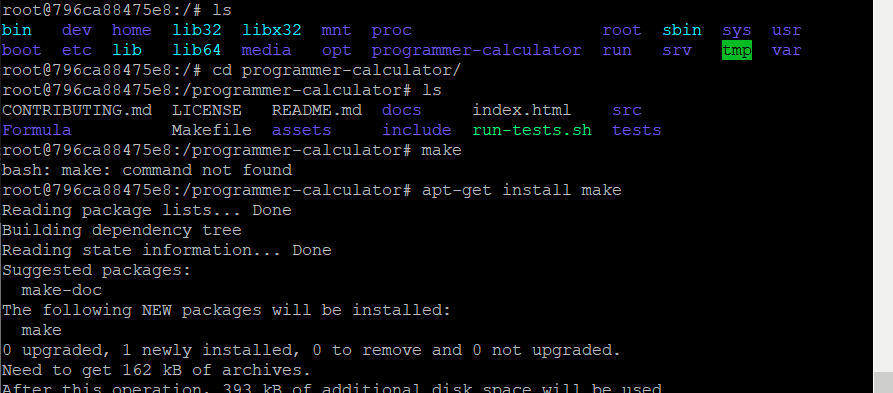 root@796ca88475e8:/# ls
bin dev home lib32 libx32 mnt proc root sbin sys usr
boot etc lib lib64 media opt programmer-calculator run srv tmp var
root@796ca88475e8:/# cd programmer-calculator/
root@796ca88475e8:/programmer-calculator# ls
CONTRIBUTING.md LICENSE README.md docs index.html src
Formula Makefile assets include run-tests.sh tests
root@796ca88475e8:/programmer-calculator# make
bash: make: command not found
root@796ca88475e8:/programmer-calculator# apt-get install make
Reading package lists... Done
Building dependency tree
Reading state information... Done
Suggested packages:
make-doc
The following NEW packages will be installed:
make
0 upgraded, 1 newly installed, 0 to remove and 0 not upgraded.
Need to get 162 kB of archives.
After this operation, 393 kB of additional disk space will be used